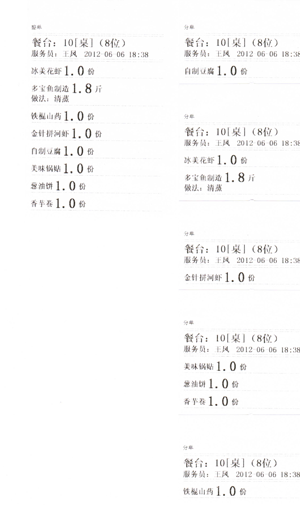 整单
餐台：10[桌]（8位）
服务员：王凤 2012 06 06 18:38
冰美花虾 1.0 份
多宝鱼制造 1.8 斤
做法：清蒸
铁棍山药 1.0 份
金针拼河虾 1.0 份
自制豆腐 1.0 份
美味锅贴 1.0 份
葱油饼 1.0 份
香芋卷 1.0 份
分单
餐台：10[桌]（8位）
服务员：王凤 2012 06 06 18:38
自制豆腐 1.0 份
分单
餐台：10[桌]（8位）
服务员：王凤 2012 06 06 18:38
冰美花虾 1.0 份
多宝鱼制造 1.8 斤
做法：清蒸
分单
餐台：10[桌]（8位）
服务员：王凤 2012 06 06 18:38
金针拼河虾 1.0 份
分单
餐台：10[桌]（8位）
服务员：王凤 2012 06 06 18:38
美味锅贴 1.0 份
葱油饼 1.0 份
香芋卷 1.0 份
分单
餐台：10[桌]（8位）
服务员：王凤 2012 06 06 18:38
铁棍山药 1.0 份